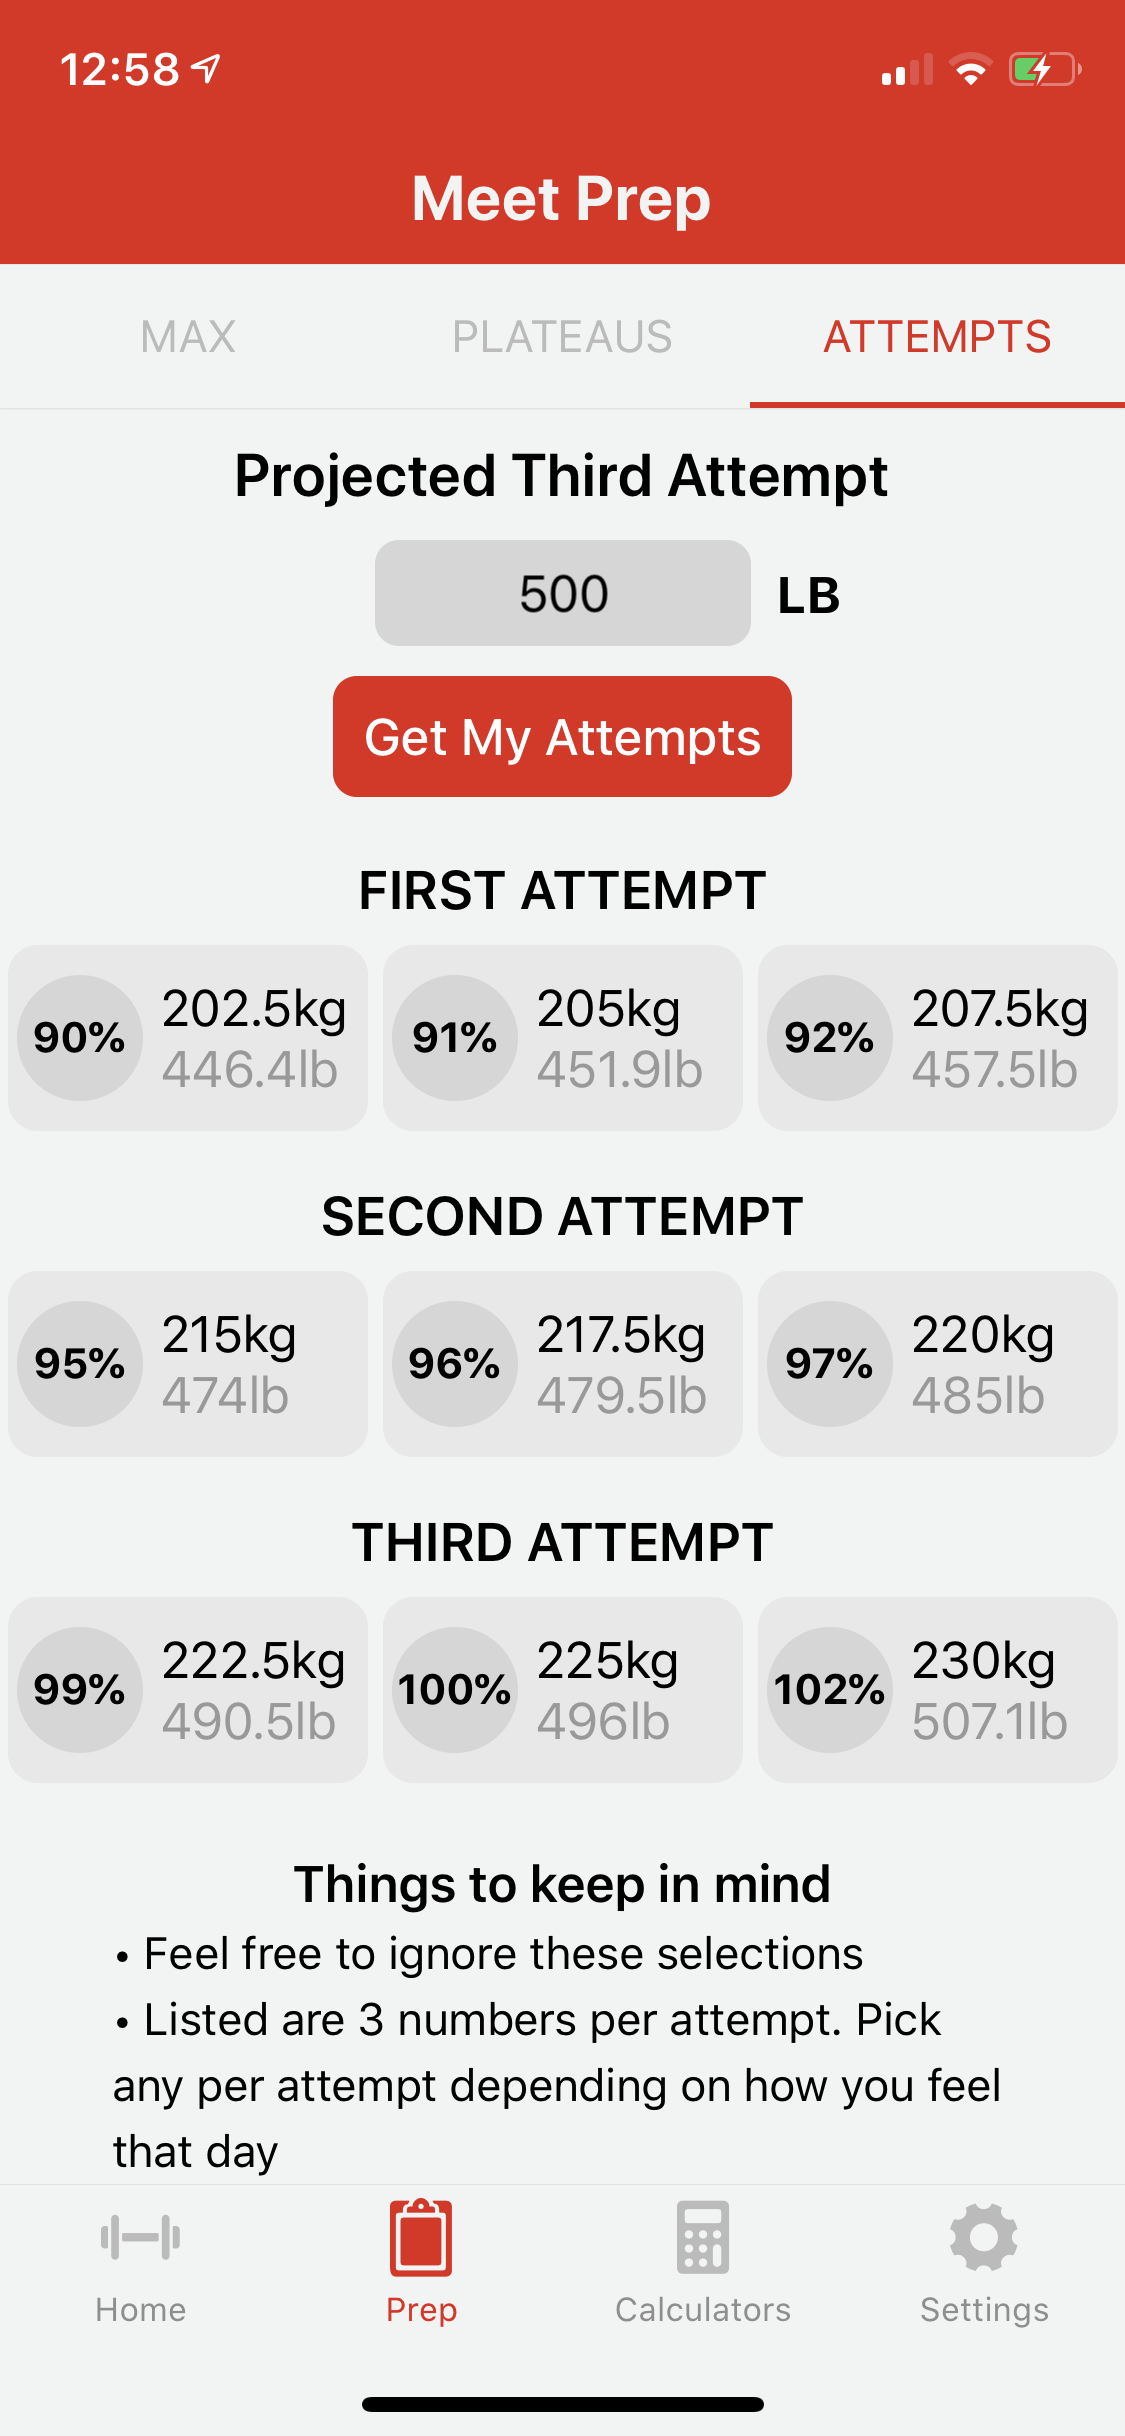 12:58
Meet Prep
MAX PLATEAUS ATTEMPTS
Projected Third Attempt
500 LB
Get My Attempts
FIRST ATTEMPT
90% 202.5kg 446.4lb
91% 205kg 451.9lb
92% 207.5kg 457.5lb
SECOND ATTEMPT
95% 215kg 474lb
96% 217.5kg 479.5lb
97% 220kg 485lb
THIRD ATTEMPT
99% 222.5kg 490.5lb
100% 225kg 496lb
102% 230kg 507.1lb
Things to keep in mind
• Feel free to ignore these selections
• Listed are 3 numbers per attempt. Pick
any per attempt depending on how you feel
that day
Home Prep Calculators Settings